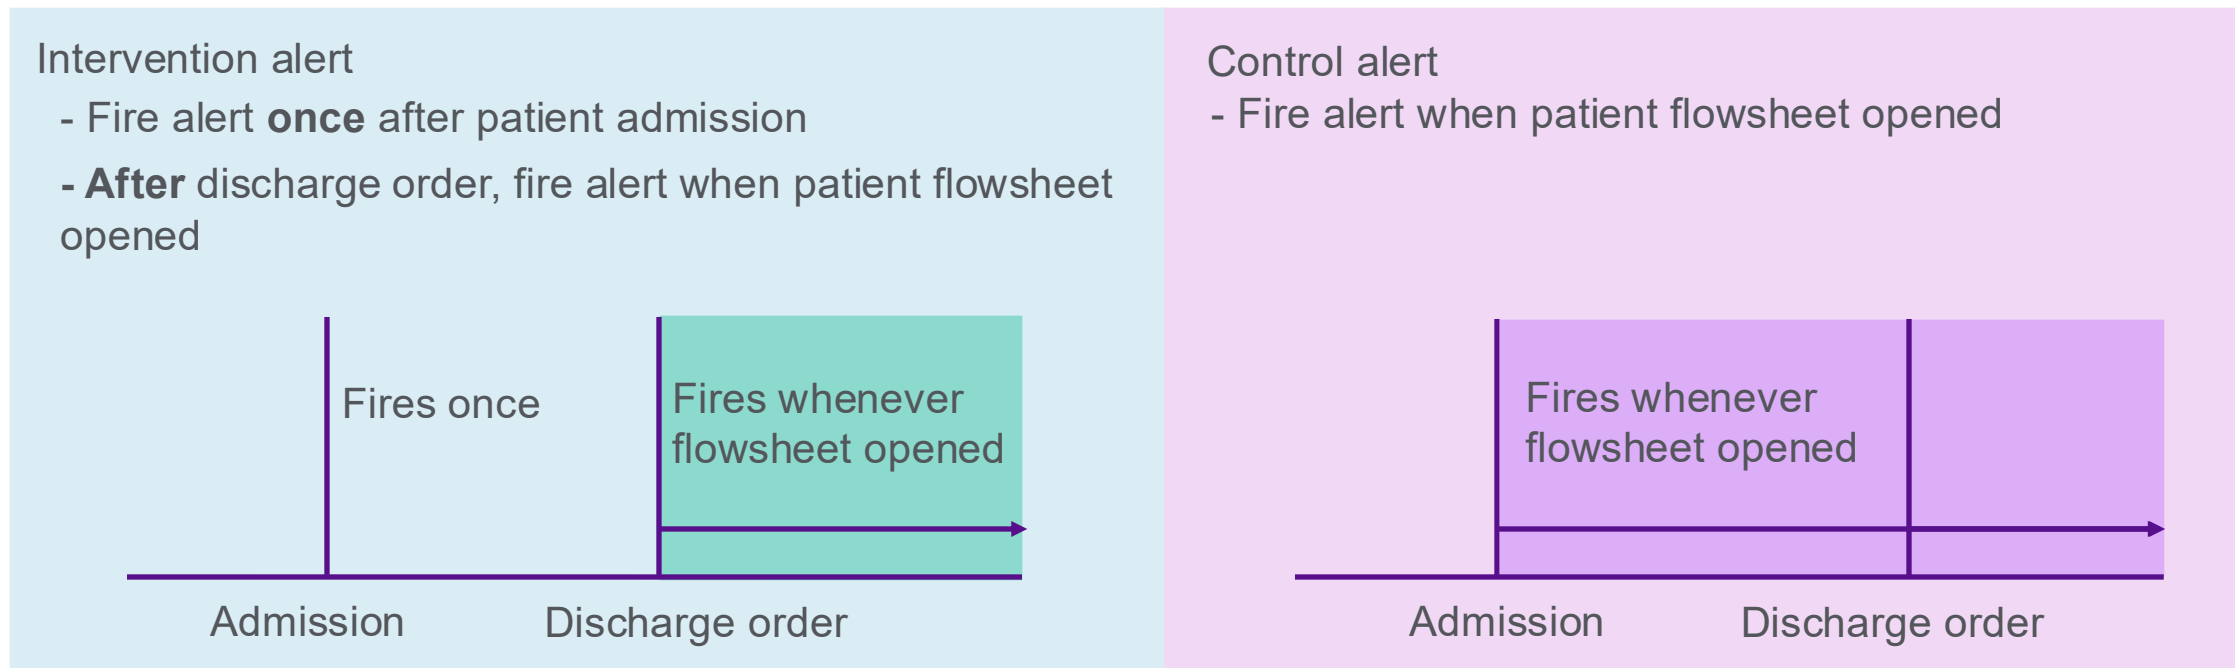 Intervention alert
- Fire alert once after patient admission
- After discharge order, fire alert when patient flowsheet
opened
Fires once
Fires whenever
flowsheet opened
Admission
Discharge order
Control alert
- Fire alert when patient flowsheet opened
Fires whenever
flowsheet opened
Admission
Discharge order